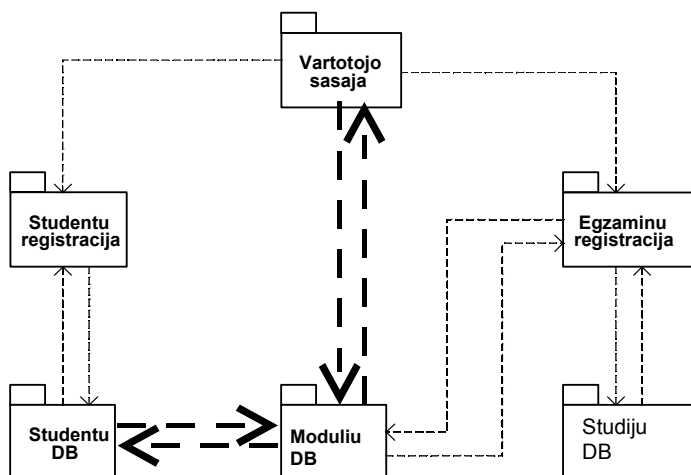 Vartotojo
sasaja
Studentu
registracija
Egzaminu
registracija
Studentu
DB
Moduliu
DB
Studiju
DB